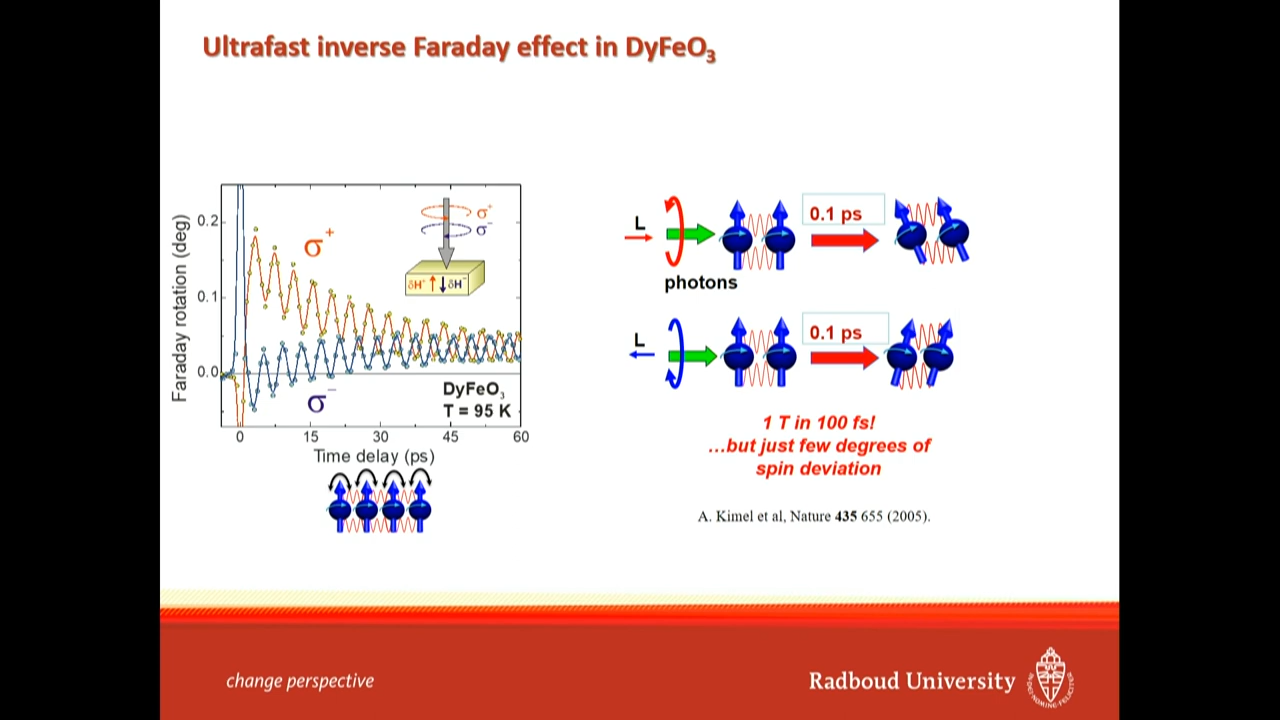 Ultrafast inverse Faraday effect in DyFeO₃
Faraday rotation (deg)
0.2
0.1
0.0
σ⁺
σ⁻
σ⁺
σ⁻
δH⁺ δH⁻
DyFeO₃
T = 95 K
0 15 30 45 60
Time delay (ps)
L
photons
0.1 ps
L
0.1 ps
1 T in 100 fs!
...but just few degrees of
spin deviation
A. Kimel et al, Nature 435 655 (2005).
change perspective
Radboud University